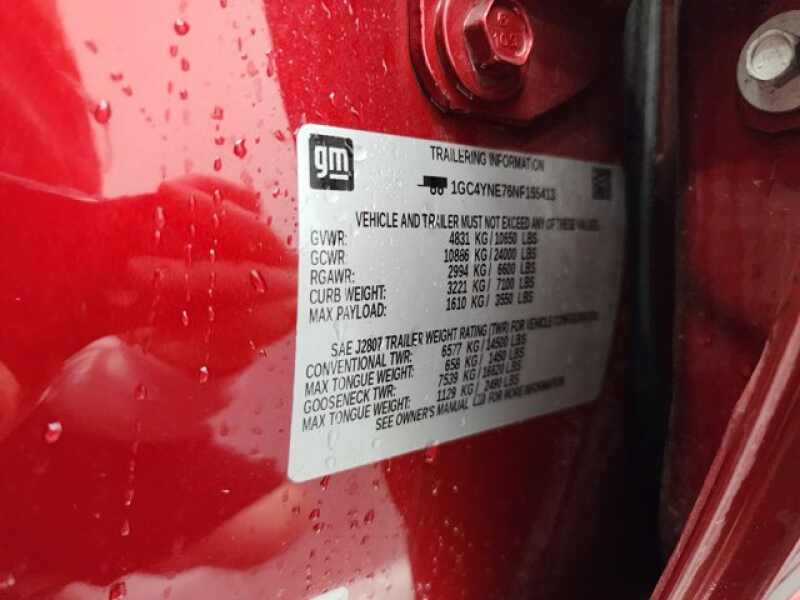 gm
TRAILERING INFORMATION
1GC4YNE76NF195413
VEHICLE AND TRAILER MUST NOT EXCEED ANY OF THESE VALUES
GVWR: 4831 KG/10650 LBS
GCWR: 10886 KG/24000 LBS
RGAWR: 2994 KG/ 6600 LBS
CURB WEIGHT: 3221 KG/ 7100 LBS
MAX PAYLOAD: 1610 KG/ 3550 LBS
SAE J2807 TRAILER WEIGHT RATING (TWR) FOR VEHICLE CONFIGURATION
CONVENTIONAL TWR: 6577 KG/14500 LBS
MAX TONGUE WEIGHT: 658 KG/ 1450 LBS
GOOSENECK TWR: 7539 KG/16620 LBS
MAX TONGUE WEIGHT: 1129 KG/ 2490 LBS
SEE OWNER'S MANUAL FOR MORE INFORMATION